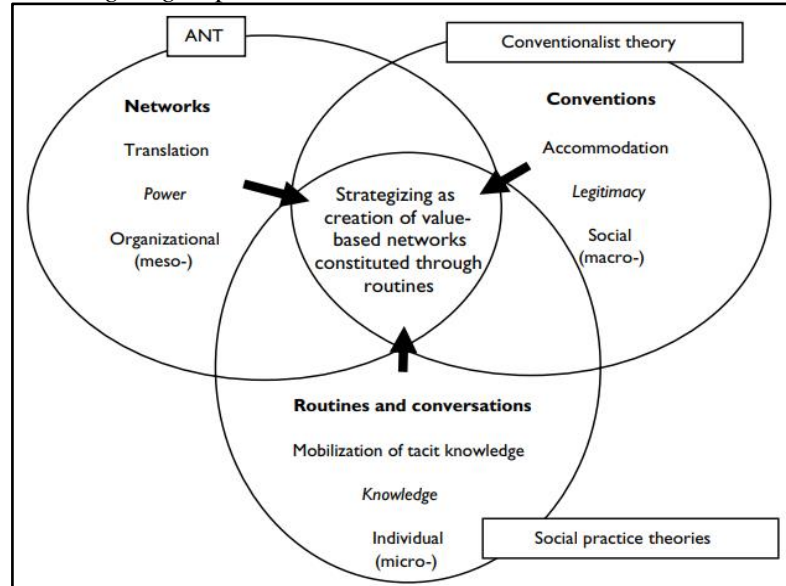 ANT
Conventionalist theory
Networks
Translation
Power
Organizational
(meso-)
Conventions
Accommodation
Legitimacy
Social
(macro-)
Strategizing as
creation of value-
based networks
constituted through
routines
Routines and conversations
Mobilization of tacit knowledge
Knowledge
Individual
(micro-)
Social practice theories